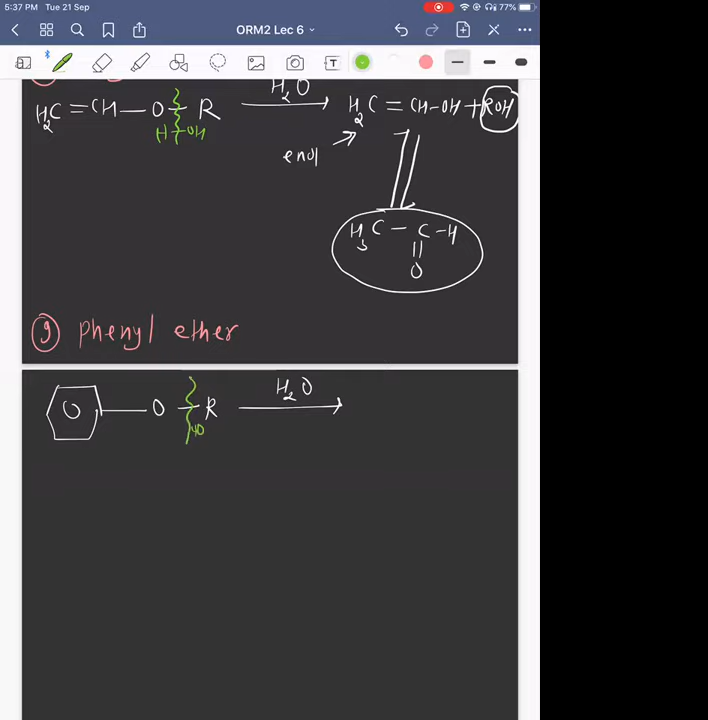 5:37 PM Tue 21 Sep
77%
ORM2 Lec 6
H2O
H2C=CH-O-R → H2C=CH-OH+ROH
H-OH
enol
H3C-C-H
||
O
9 phenyl ether
H2O
O-R →